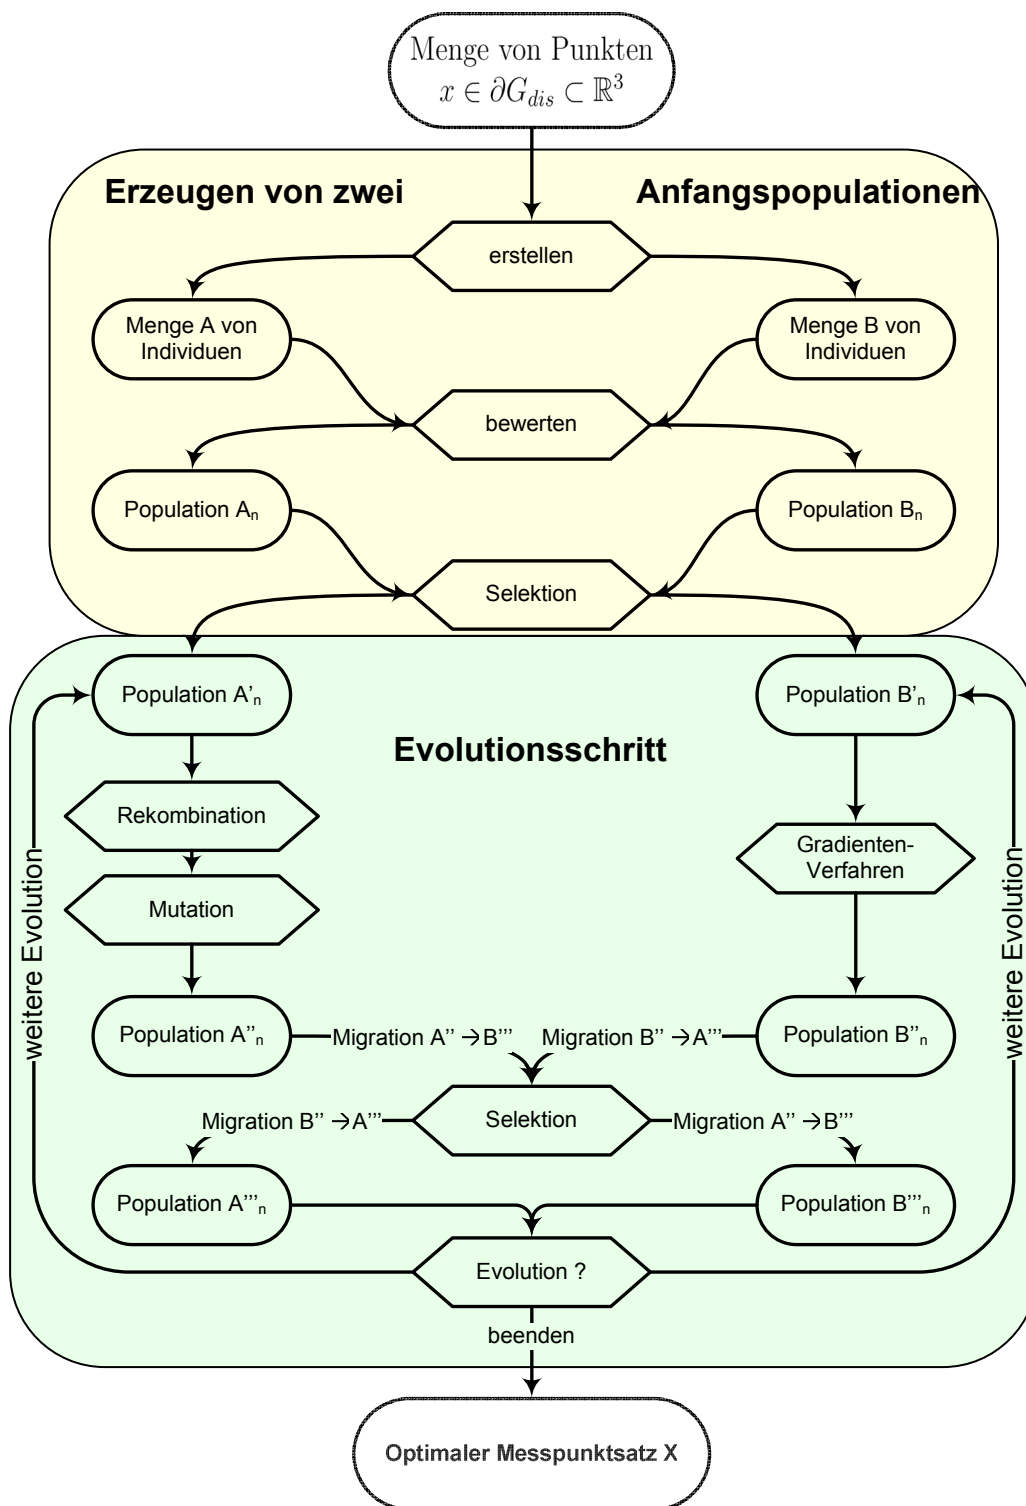 Menge von Punkten
x ∈ ∂G_dis ⊂ ℝ³
Erzeugen von zwei Anfangspopulationen
erstellen
Menge A von
Individuen
Menge B von
Individuen
bewerten
Population Aₙ
Population Bₙ
Selektion
Population A'ₙ
Population B'ₙ
Evolutionsschritt
Rekombination
Gradienten-
Verfahren
Mutation
weitere Evolution
weitere Evolution
Population A''ₙ
Migration A'' →B'''
Migration B'' →A'''
Population B''ₙ
Selektion
Migration B'' →A'''
Migration A'' →B'''
Population A'''ₙ
Population B'''ₙ
Evolution ?
beenden
Optimaler Messpunktsatz X